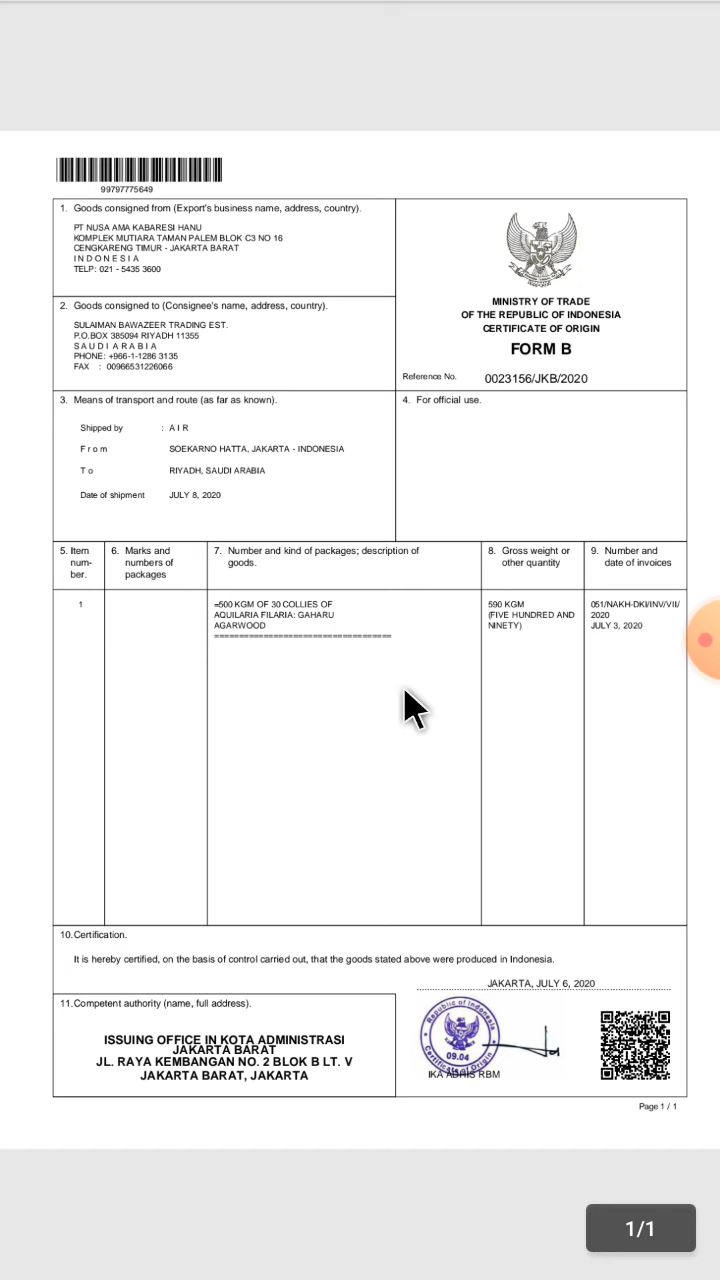 99797775649
1. Goods consigned from (Export's business name, address, country).
PT NUSA AMA KABARESI HANU
KOMPLEK MUTIARA TAMAN PALEM BLOK C3 NO 16
CENGKARENG TIMUR - JAKARTA BARAT
I N D O N E S I A
TELP: 021 - 5435 3600
2. Goods consigned to (Consignee's name, address, country).
SULAIMAN BAWAZEER TRADING EST.
P.O.BOX 385094 RIYADH 11355
S A U D I A R A B I A
PHONE: +966-1-1286 3135
FAX : 00966531226066
MINISTRY OF TRADE
OF THE REPUBLIC OF INDONESIA
CERTIFICATE OF ORIGIN
FORM B
Reference No. 0023156/JKB/2020
3. Means of transport and route (as far as known).
Shipped by : A I R
F r o m SOEKARNO HATTA, JAKARTA - INDONESIA
T o RIYADH, SAUDI ARABIA
Date of shipment JULY 8, 2020
4. For official use.
5. Item
num-
ber.
6. Marks and
numbers of
packages
7. Number and kind of packages; description of
goods.
8. Gross weight or
other quantity
9. Number and
date of invoices
1
=500 KGM OF 30 COLLIES OF
AQUILARIA FILARIA: GAHARU
AGARWOOD
====================================
590 KGM
(FIVE HUNDRED AND
NINETY)
051/NAKH-DKI/INV/VII/
2020
JULY 3, 2020
10. Certification.
It is hereby certified, on the basis of control carried out, that the goods stated above were produced in Indonesia.
JAKARTA, JULY 6, 2020
11. Competent authority (name, full address).
ISSUING OFFICE IN KOTA ADMINISTRASI
JAKARTA BARAT
JL. RAYA KEMBANGAN NO. 2 BLOK B LT. V
JAKARTA BARAT, JAKARTA
Republic of Indonesia
09.04
Certificate of Origin
IKA ADHIS RBM
Page 1 / 1
1/1